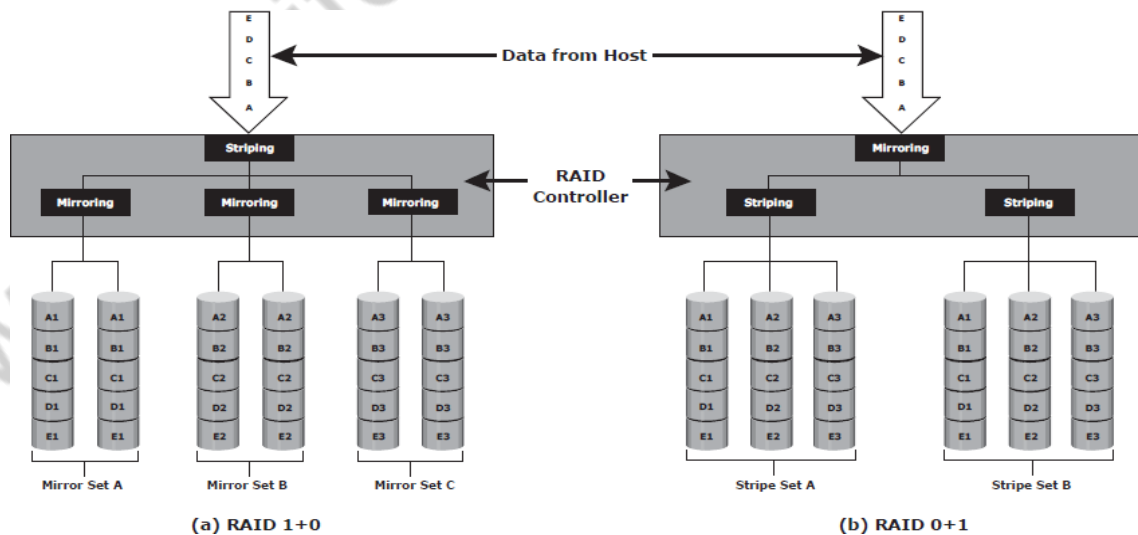 E
D
C
B
A
Data from Host
E
D
C
B
A
Striping
Mirroring
Mirroring
Mirroring
RAID
Controller
Mirroring
Striping
Striping
A1 A1 A2 A2 A3 A3
B1 B1 B2 B2 B3 B3
C1 C1 C2 C2 C3 C3
D1 D1 D2 D2 D3 D3
E1 E1 E2 E2 E3 E3
Mirror Set A
Mirror Set B
Mirror Set C
(a) RAID 1+0
A1 A2 A3 A1 A2 A3
B1 B2 B3 B1 B2 B3
C1 C2 C3 C1 C2 C3
D1 D2 D3 D1 D2 D3
E1 E2 E3 E1 E2 E3
Stripe Set A
Stripe Set B
(b) RAID 0+1